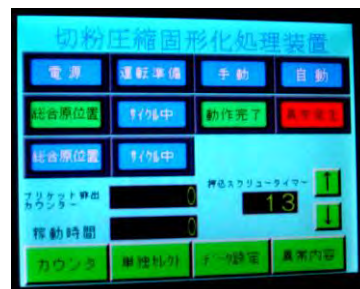 切粉圧縮固形化処理装置
電源 運転準備 手動 自動
総合原位置 サイクル中 動作完了 異常発生
総合原位置 サイクル中
ブリケット排出 押込スクリュータイマー ↑
カウンター 0 13
稼動時間 0 ↓
カウンタ 単独セレクト データ設定 異常内容